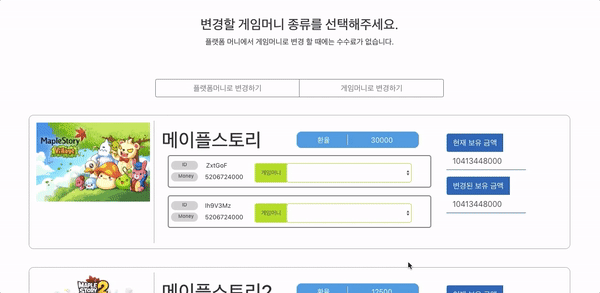 변경할 게임머니 종류를 선택해주세요.
플랫폼 머니에서 게임머니로 변경 할 때에는 수수료가 없습니다.
플랫폼머니로 변경하기
게임머니로 변경하기
MapleStory
메이플스토리
환율 30000
ID ZxtGoF
Money 5206724000
게임머니
ID lh9V3Mz
Money 5206724000
게임머니
현재 보유 금액
10413448000
변경된 보유 금액
10413448000
MAPLE STORY 2
메이플스토리2
환율 12500
현재 보유 금액